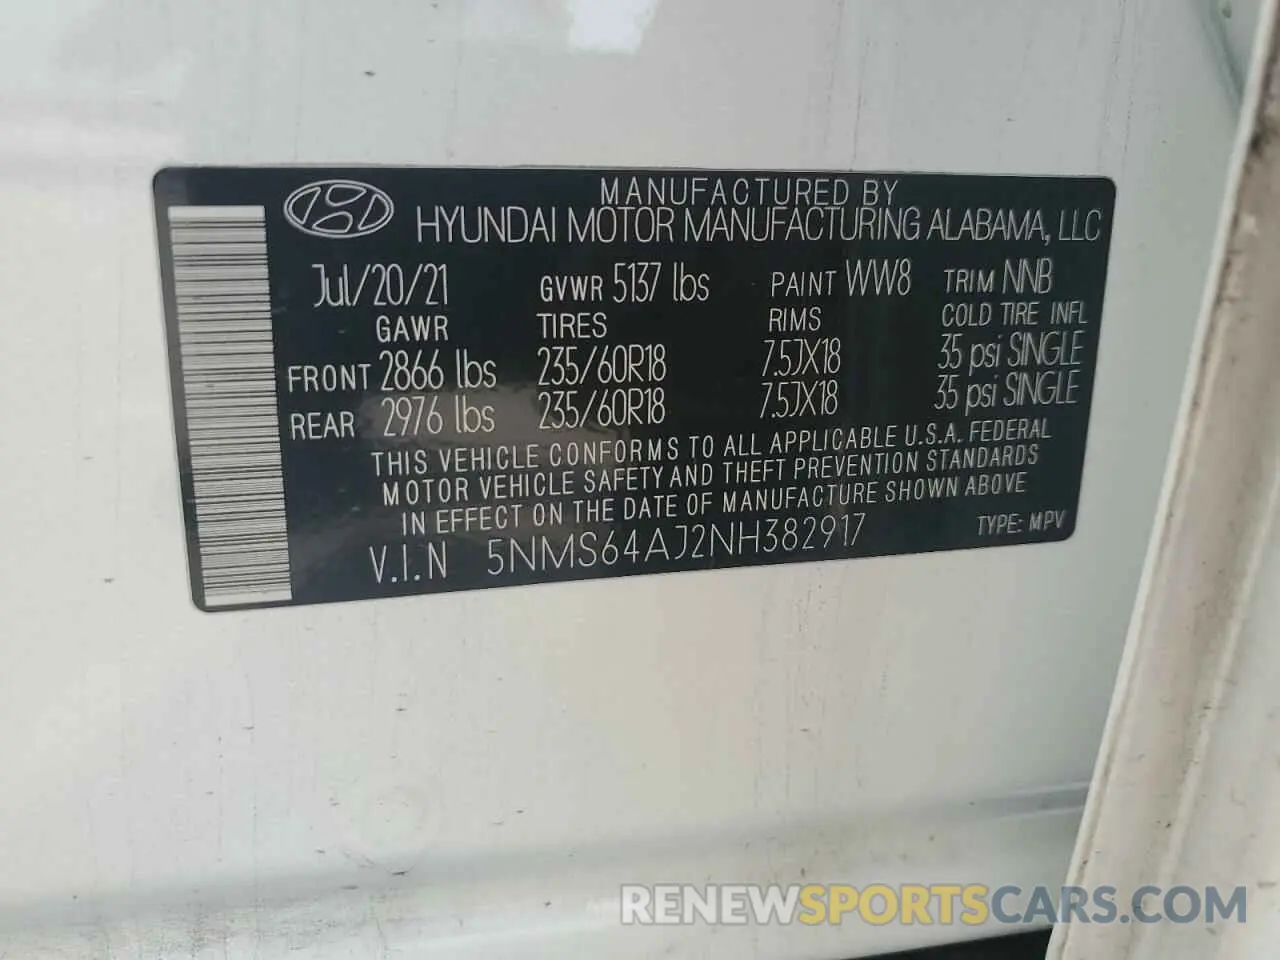 MANUFACTURED BY
HYUNDAI MOTOR MANUFACTURING ALABAMA, LLC
Jul/20/21 GVWR 5137 lbs PAINT WW8 TRIM NNB
GAWR TIRES RIMS COLD TIRE INFL
FRONT 2866 lbs 235/60R18 7.5JX18 35 psi SINGLE
REAR 2976 lbs 235/60R18 7.5JX18 35 psi SINGLE
THIS VEHICLE CONFORMS TO ALL APPLICABLE U.S.A. FEDERAL
MOTOR VEHICLE SAFETY AND THEFT PREVENTION STANDARDS
IN EFFECT ON THE DATE OF MANUFACTURE SHOWN ABOVE
V.I.N 5NMS64AJ2NH382917 TYPE: MPV
RENEWSPORTSCARS.COM